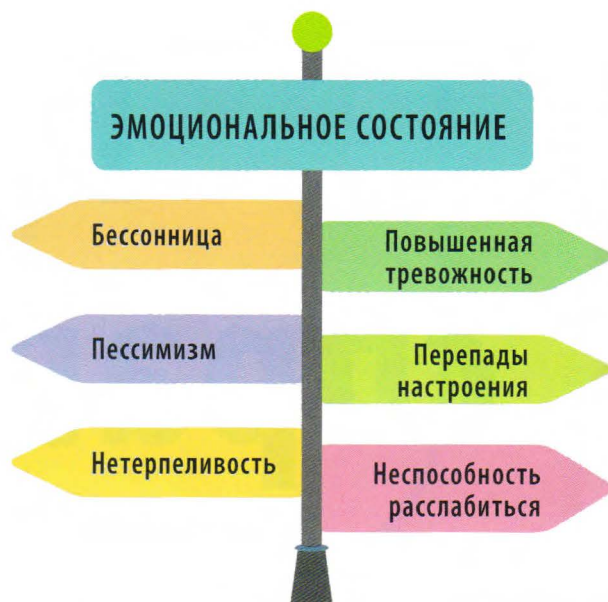 ЭМОЦИОНАЛЬНОЕ СОСТОЯНИЕ
Бессонница
Повышенная
тревожность
Пессимизм
Перепады
настроения
Нетерпеливость
Неспособность
расслабиться